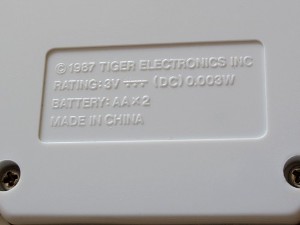 © 1987 TIGER ELECTRONICS INC
RATING: 3V ⎓ (DC) 0.003W
BATTERY: AA × 2
MADE IN CHINA